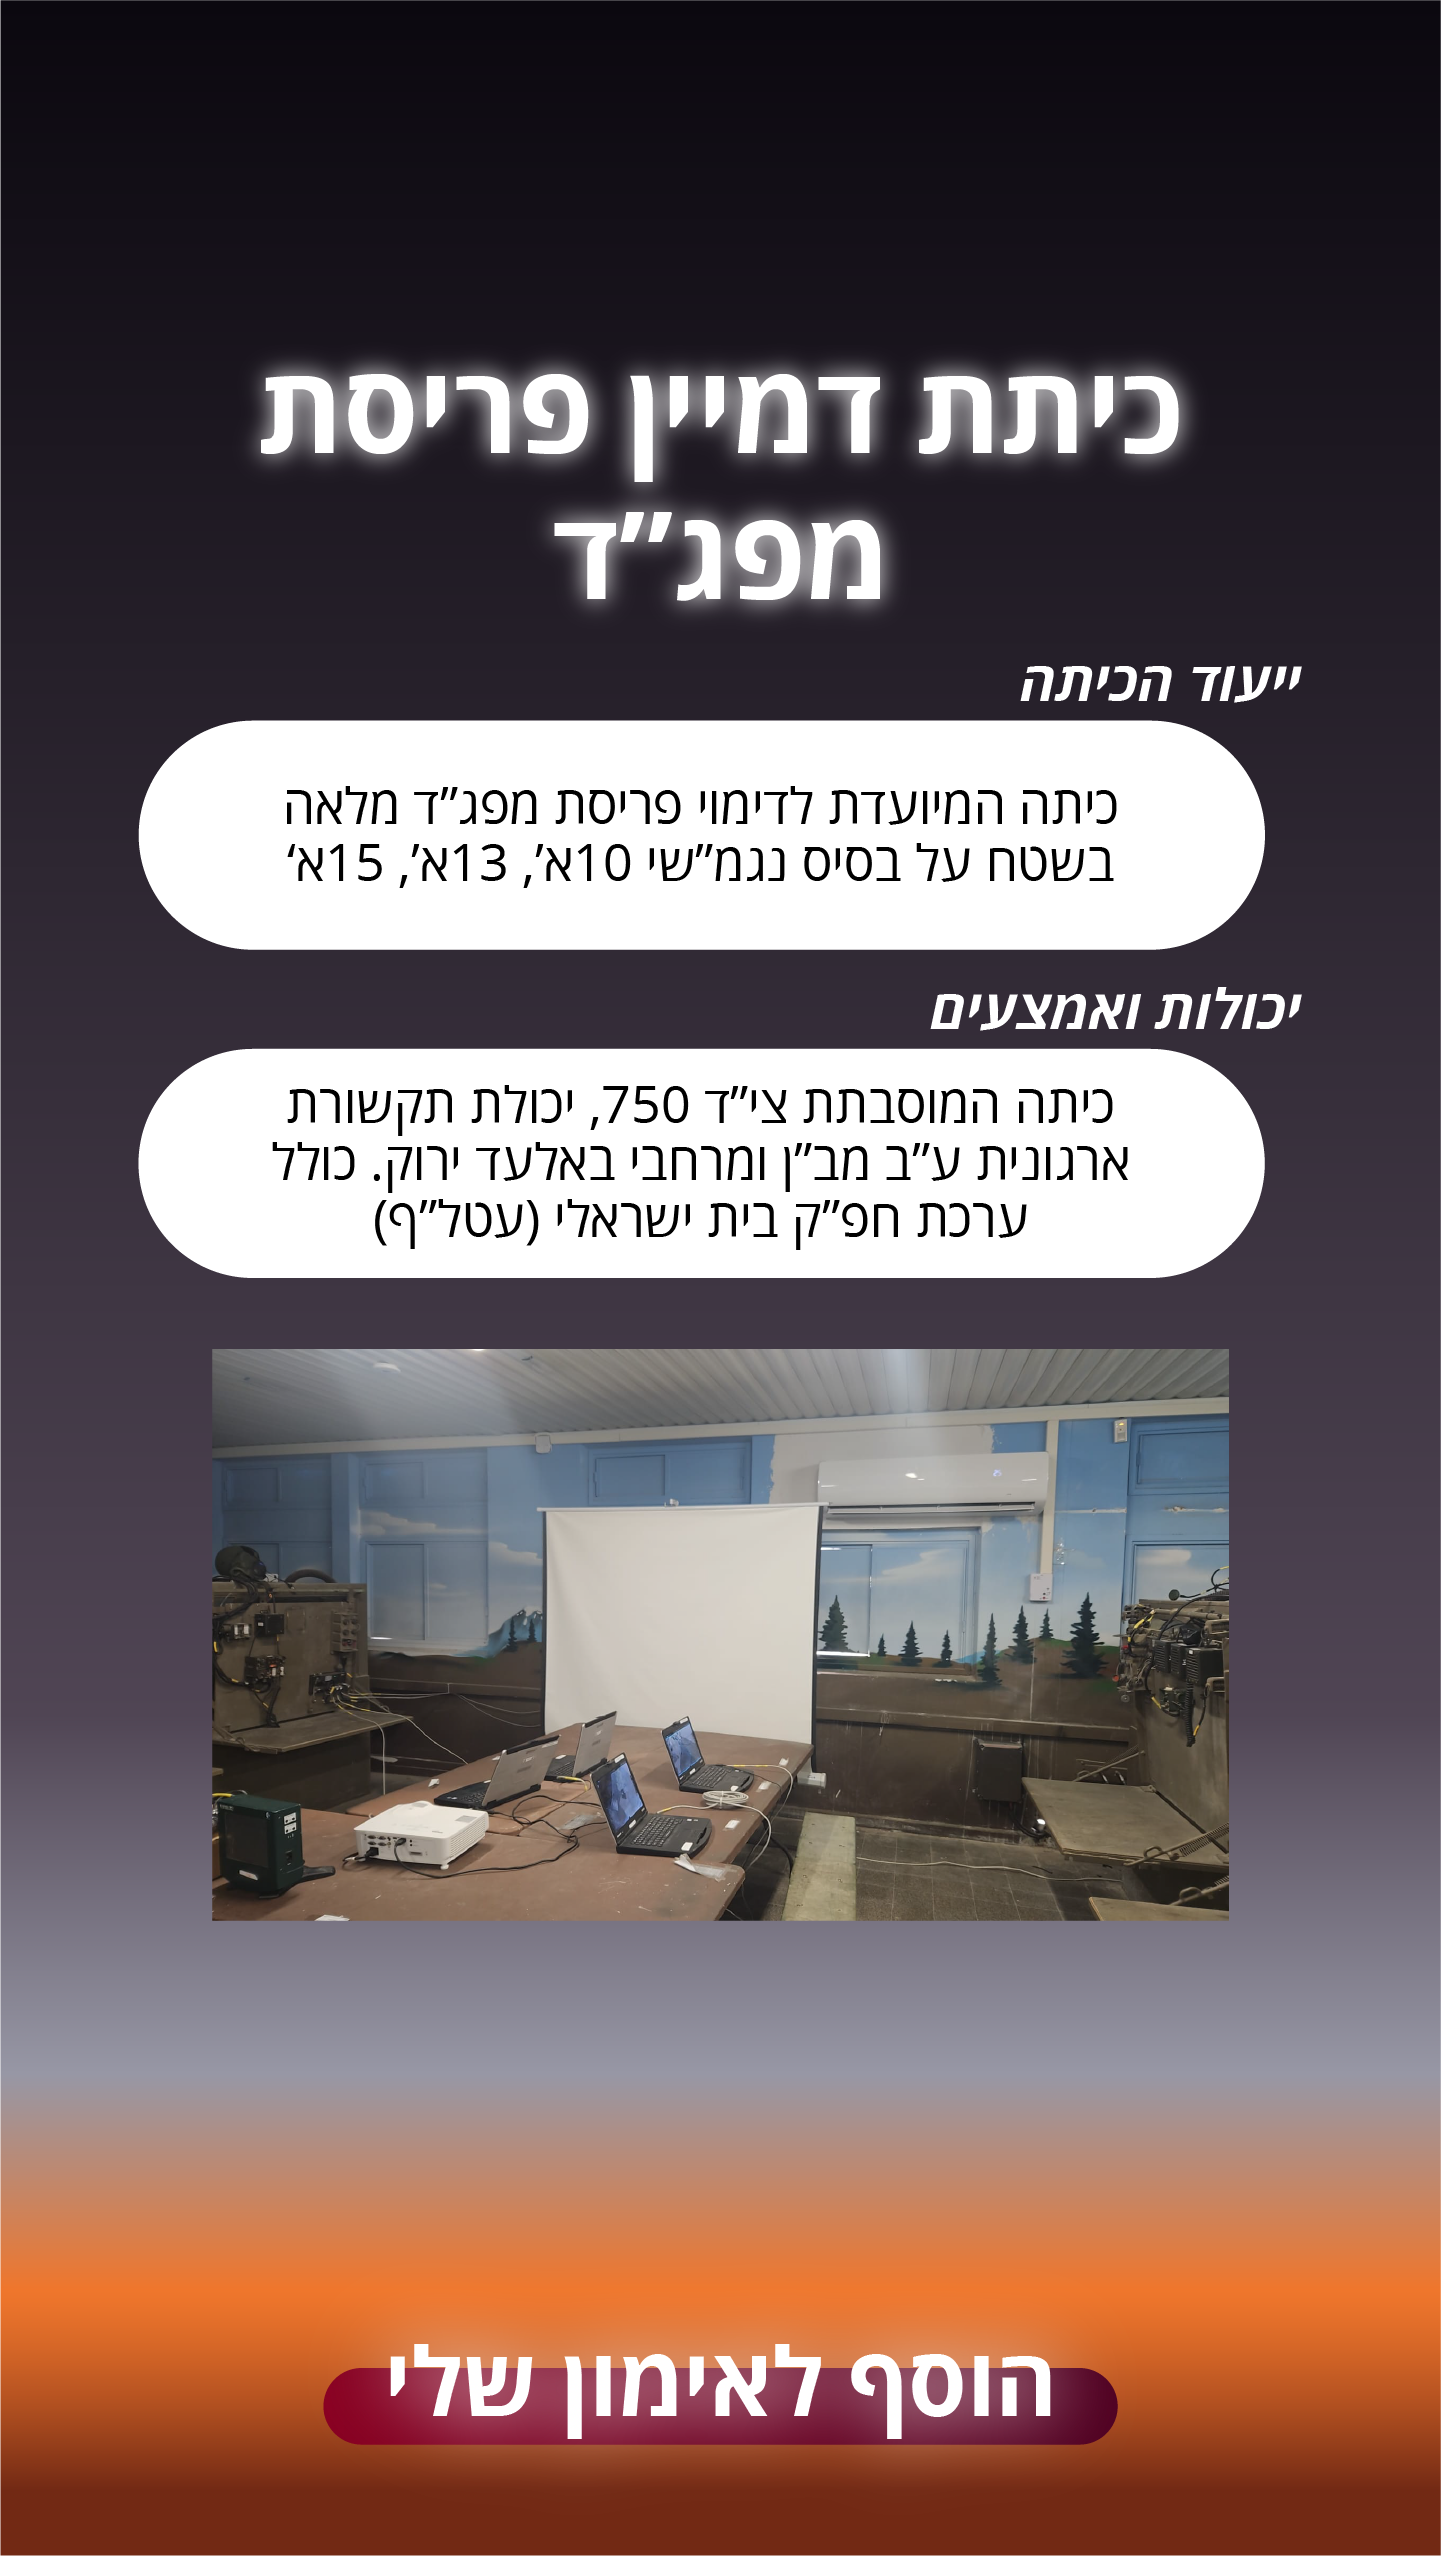 כיתת דמיין פריסת
מפג”ד
ייעוד הכיתה
כיתה המיועדת לדימוי פריסת מפג”ד מלאה
בשטח על בסיס נגמ”שי 10א’, 13א’, 15א‘
יכולות ואמצעים
כיתה המוסבתת צי”ד 750, יכולת תקשורת
ארגונית ע”ב מב”ן ומרחבי באלעד ירוק. כולל
ערכת חפ”ק בית ישראלי (עטל”ף)
הוסף לאימון שלי